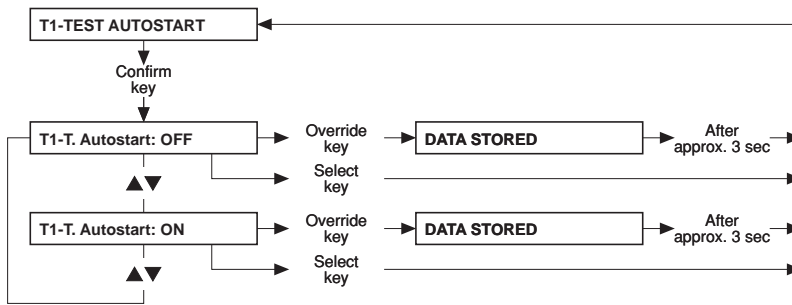 T1-TEST AUTOSTART
Confirm
key
T1-T. Autostart: OFF
Override
key
DATA STORED
After
approx. 3 sec
Select
key
T1-T. Autostart: ON
Override
key
DATA STORED
After
approx. 3 sec
Select
key